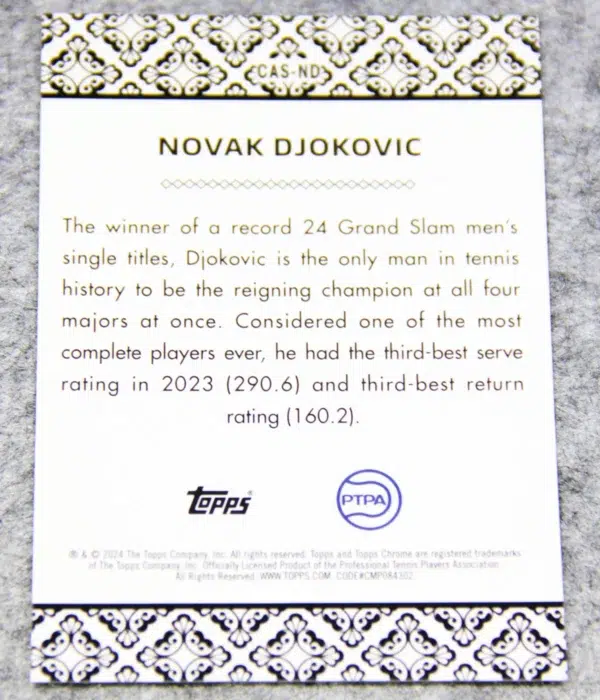 CAS-ND
NOVAK DJOKOVIC
The winner of a record 24 Grand Slam men's
single titles, Djokovic is the only man in tennis
history to be the reigning champion at all four
majors at once. Considered one of the most
complete players ever, he had the third-best serve
rating in 2023 (290.6) and third-best return
rating (160.2).
topps®
PTPA
® & © 2024 The Topps Company, Inc. All rights reserved. Topps and Topps Chrome are registered trademarks
of The Topps Company, Inc. Officially Licensed Product of the Professional Tennis Players Association
All Rights Reserved. WWW.TOPPS.COM. CODE#CMP084302